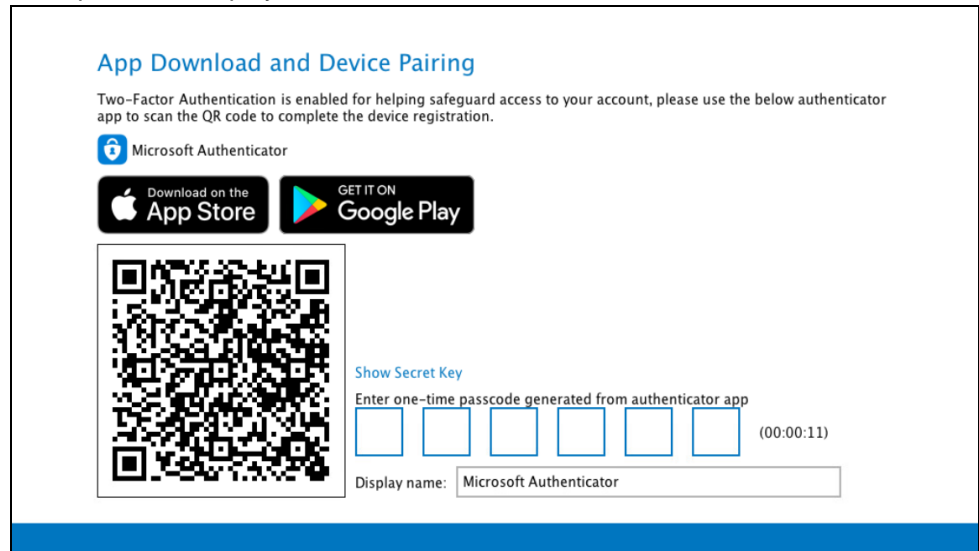 App Download and Device Pairing
Two-Factor Authentication is enabled for helping safeguard access to your account, please use the below authenticator
app to scan the QR code to complete the device registration.
Microsoft Authenticator
Download on the
App Store
GET IT ON
Google Play
Show Secret Key
Enter one-time passcode generated from authenticator app
(00:00:11)
Display name: Microsoft Authenticator